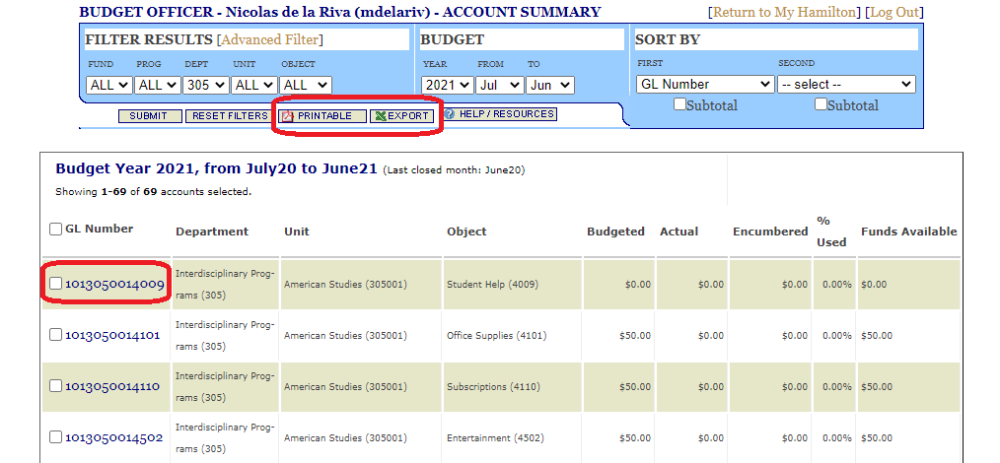 BUDGET OFFICER - Nicolas de la Riva (mdelariv) - ACCOUNT SUMMARY [Return to My Hamilton] [Log Out]
FILTER RESULTS [Advanced Filter] BUDGET SORT BY
FUND PROG DEPT UNIT OBJECT YEAR FROM TO FIRST SECOND
ALL ALL 305 ALL ALL 2021 Jul Jun GL Number -- select --
Subtotal Subtotal
SUBMIT RESET FILTERS PRINTABLE EXPORT HELP / RESOURCES
Budget Year 2021, from July20 to June21 (Last closed month: June20)
Showing 1-69 of 69 accounts selected.
GL Number Department Unit Object Budgeted Actual Encumbered % Used Funds Available
1013050014009 Interdisciplinary Prog- American Studies (305001) Student Help (4009) $0.00 $0.00 $0.00 0.00% $0.00
rams (305)
1013050014101 Interdisciplinary Prog- American Studies (305001) Office Supplies (4101) $50.00 $0.00 $0.00 0.00% $50.00
rams (305)
1013050014110 Interdisciplinary Prog- American Studies (305001) Subscriptions (4110) $50.00 $0.00 $0.00 0.00% $50.00
rams (305)
1013050014502 Interdisciplinary Prog- American Studies (305001) Entertainment (4502) $50.00 $0.00 $0.00 0.00% $50.00
rams (305)